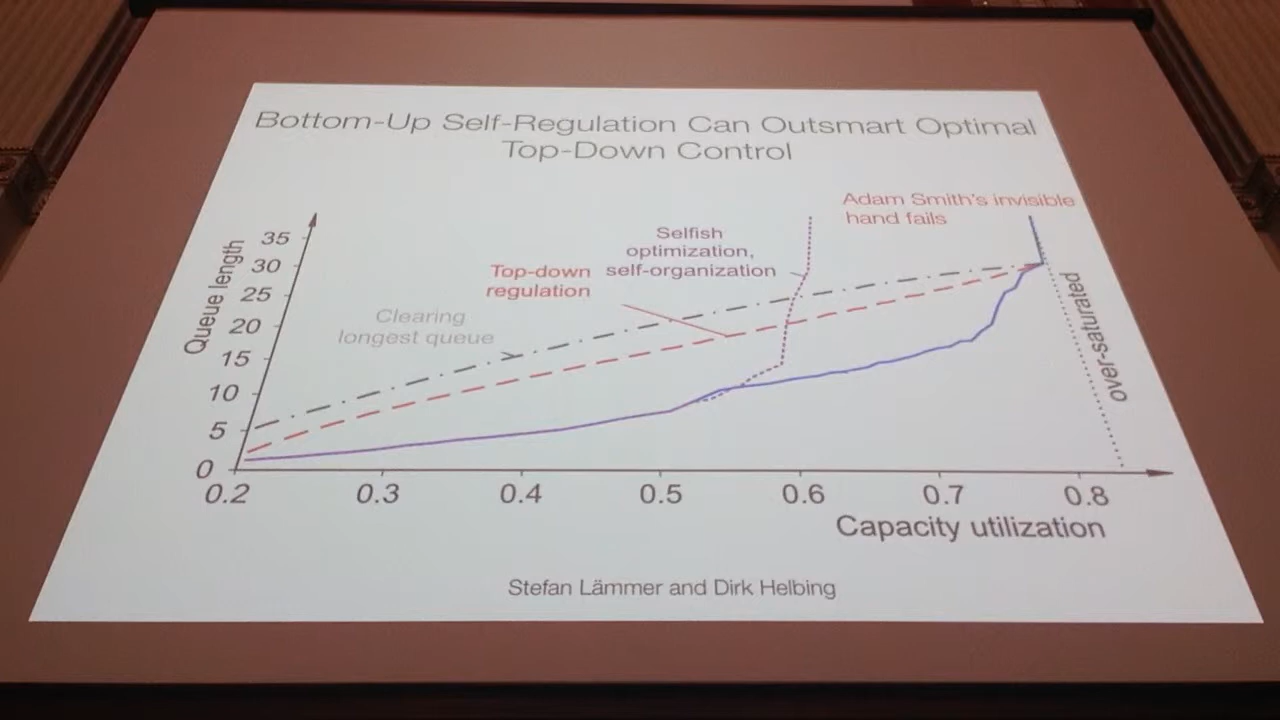 Bottom-Up Self-Regulation Can Outsmart Optimal
Top-Down Control
Adam Smith's invisible
hand fails
Selfish
optimization,
self-organization
Top-down
regulation
Clearing
longest queue
Queue length
35
30
25
20
15
10
5
0
over-saturated
0.2 0.3 0.4 0.5 0.6 0.7 0.8
Capacity utilization
Stefan Lämmer and Dirk Helbing